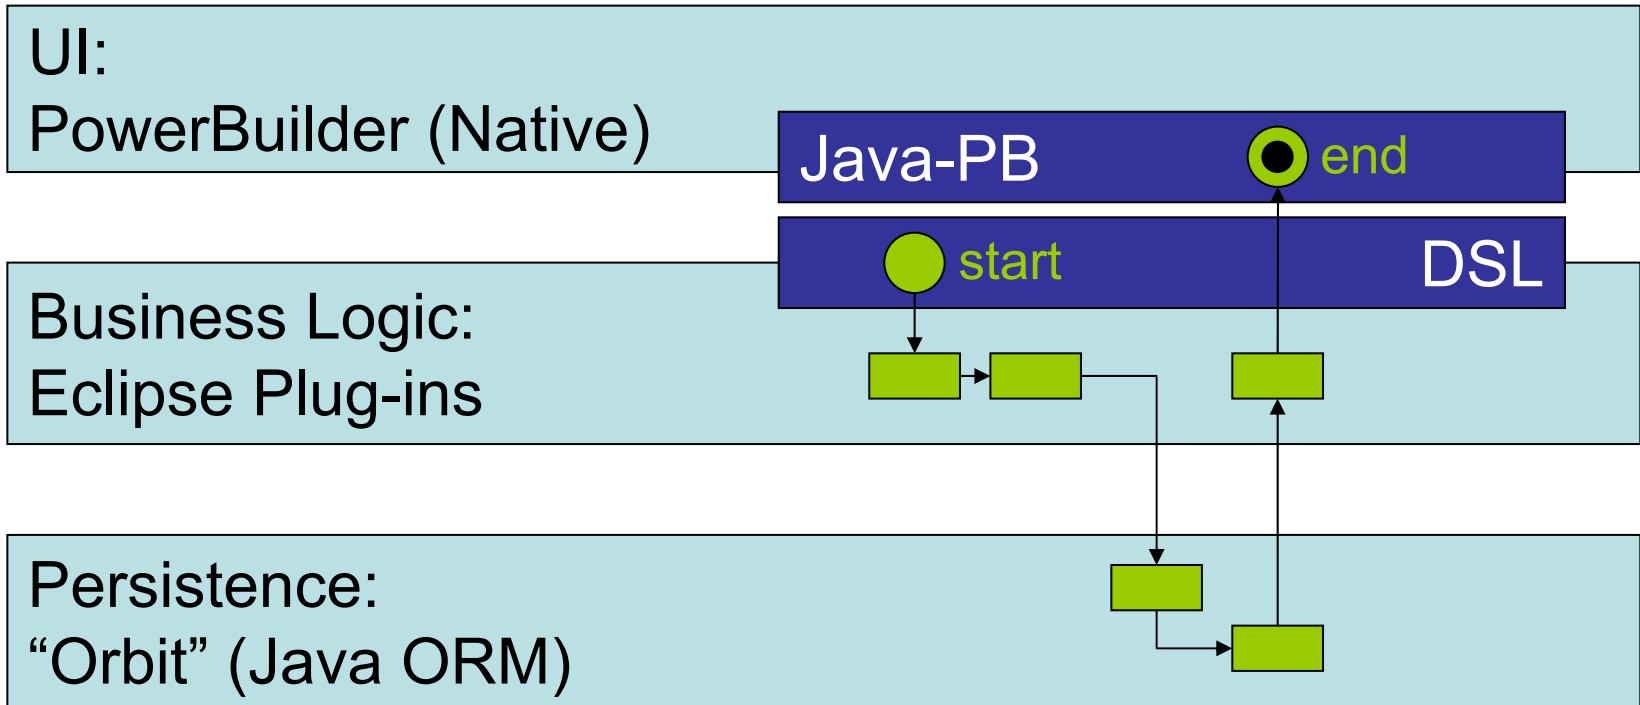 UI:
PowerBuilder (Native)
Java-PB
end
start
DSL
Business Logic:
Eclipse Plug-ins
Persistence:
“Orbit” (Java ORM)